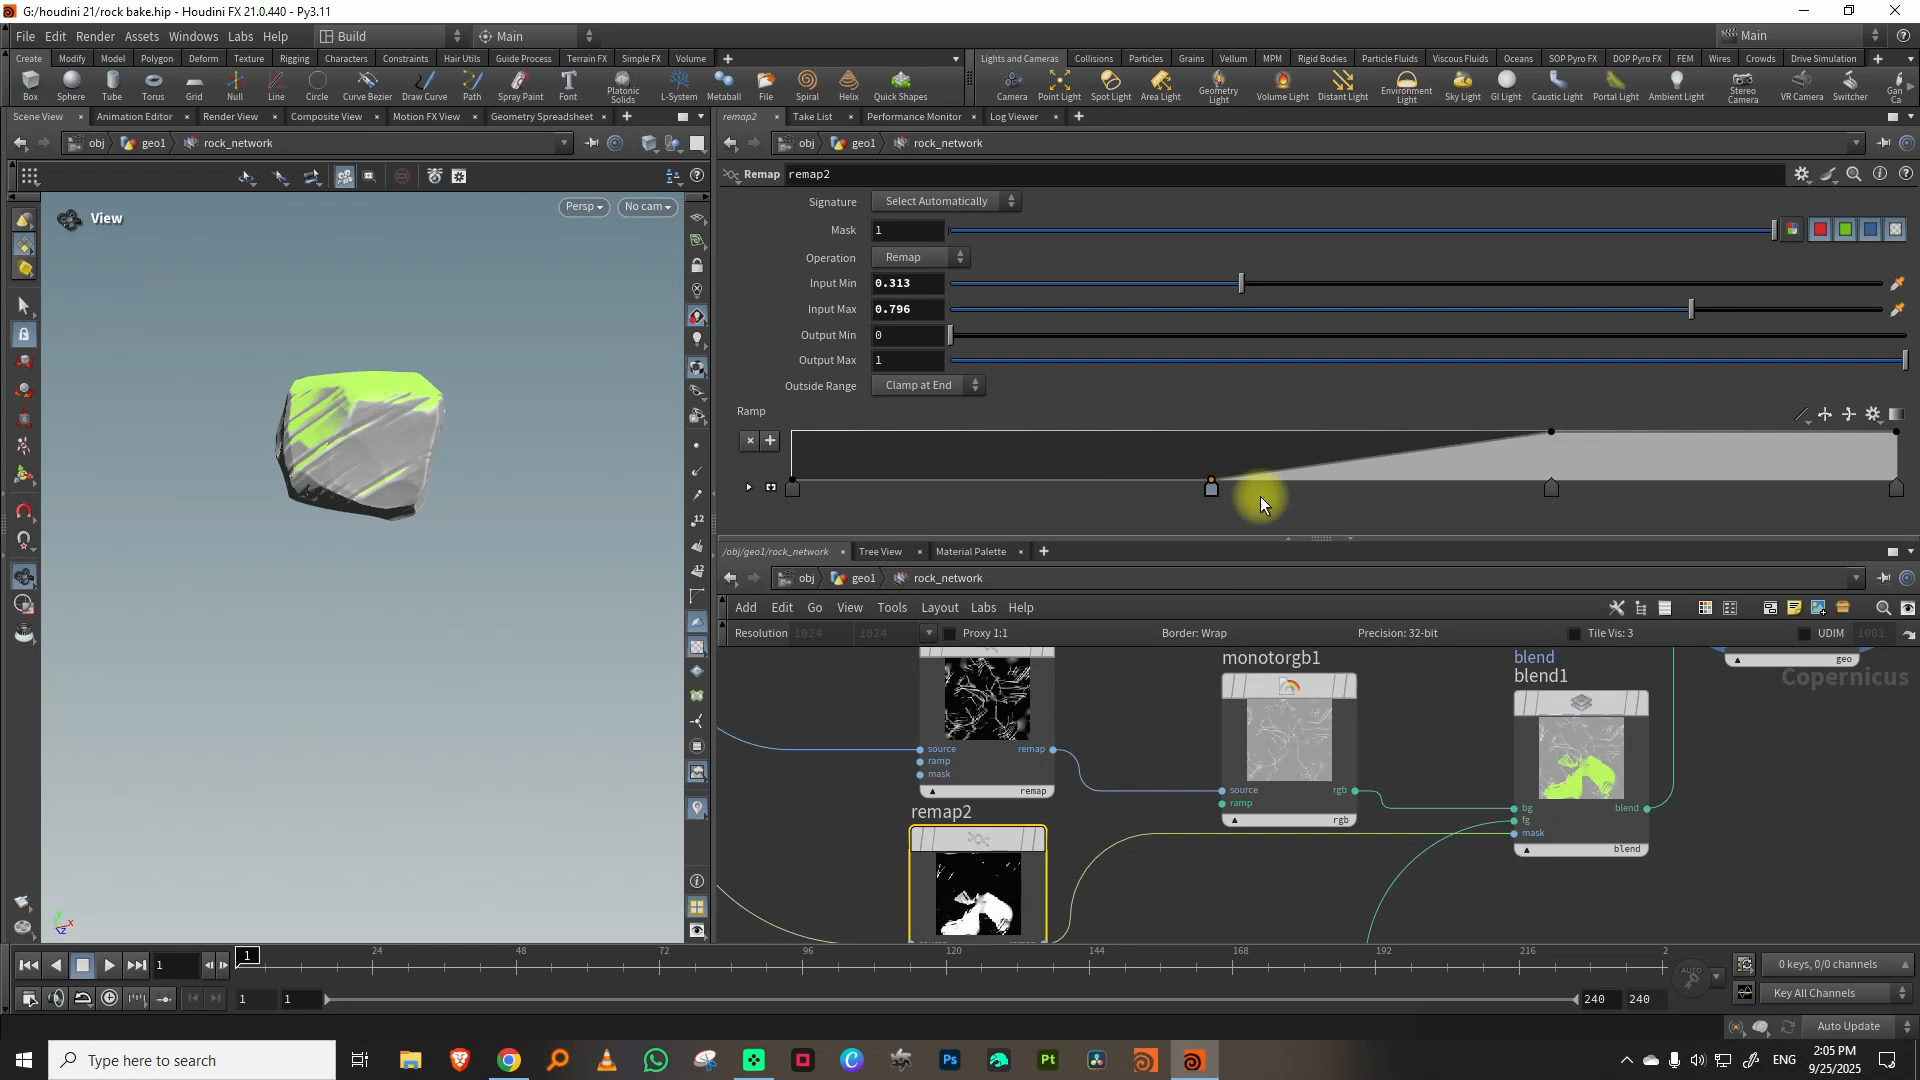 G:/houdini 21/rock bake.hip - Houdini FX 21.0.440 - Py3.11
File Edit Render Assets Windows Labs Help Build Main Main
Create Modify Model Polygon Deform Texture Rigging Characters Constraints Hair Utils Guide Process Terrain FX Simple FX Volume
Lights and Cameras Collisions Particles Grains Vellum MPM Rigid Bodies Particle Fluids Viscous Fluids Oceans SOP Pyro FX DOP Pyro FX FEM Wires Crowds Drive Simulation
Box Sphere Tube Torus Grid Null Line Circle Curve Bezier Draw Curve Path Spray Paint Font Platonic Solids L-System Metaball File Spiral Helix Quick Shapes
Camera Point Light Spot Light Area Light Geometry Light Volume Light Distant Light Environment Light Sky Light GI Light Caustic Light Portal Light Ambient Light Stereo Camera VR Camera Switcher Gan Ca
Scene View Animation Editor Render View Composite View Motion FX View Geometry Spreadsheet
remap2 Take List Performance Monitor Log Viewer
obj geo1 rock_network
obj geo1 rock_network
Remap remap2
View
Persp No cam
Signature Select Automatically
Mask 1
Operation Remap
Input Min 0.313
Input Max 0.796
Output Min 0
Output Max 1
Outside Range Clamp at End
Ramp
/obj/geo1/rock_network Tree View Material Palette
obj geo1 rock_network
Add Edit Go View Tools Layout Labs Help
Resolution 1024 1024 Proxy 1:1 Border: Wrap Precision: 32-bit Tile Vis: 3 UDIM 1001
monotorgb1
blend
blend1
geo
Copernicus
source remap
ramp
mask
remap
source rgb
ramp
rgb
bg blend
fg
mask
blend
remap2
12
12
1
24 48 72 96 120 144 168 192 216 2
1
0 keys, 0/0 channels
AUTO
1 1 240 240
Key All Channels
Auto Update
Type here to search
Ps Pt
ENG
2:05 PM
9/25/2025